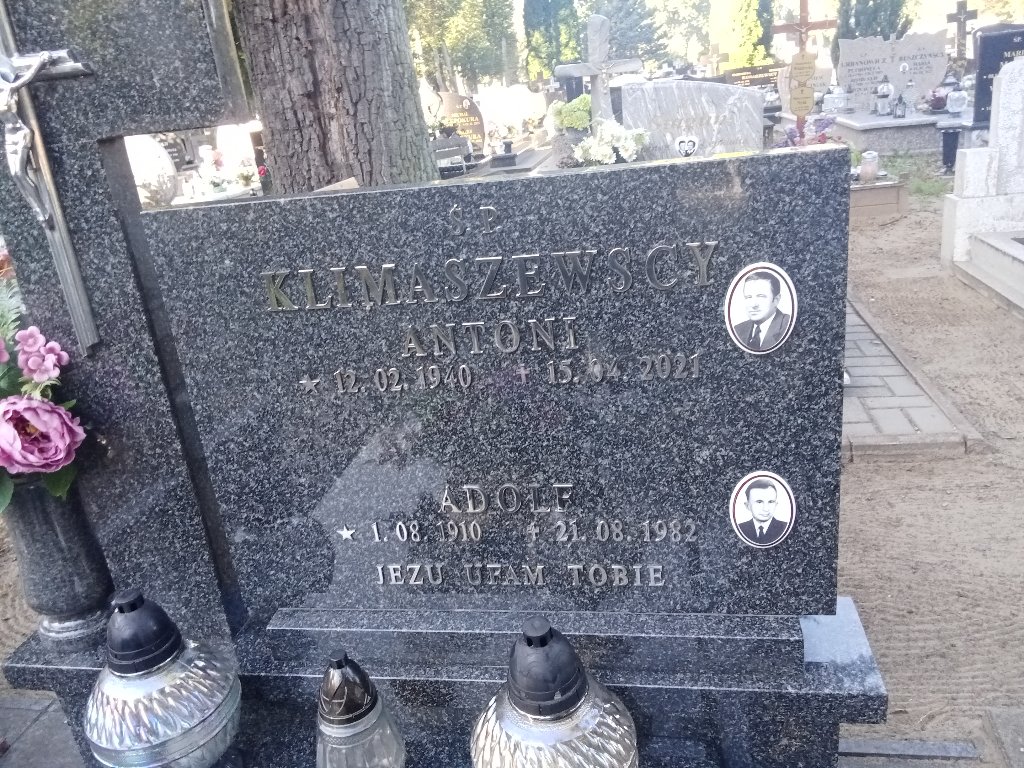 Ś.P.
KLIMASZEWSCY
ANTONI
★ 12. 02. 1940 ✝ 15. 04. 2021
ADOLF
★ 1. 08. 1910 ✝ 21. 08. 1982
JEZU UFAM TOBIE